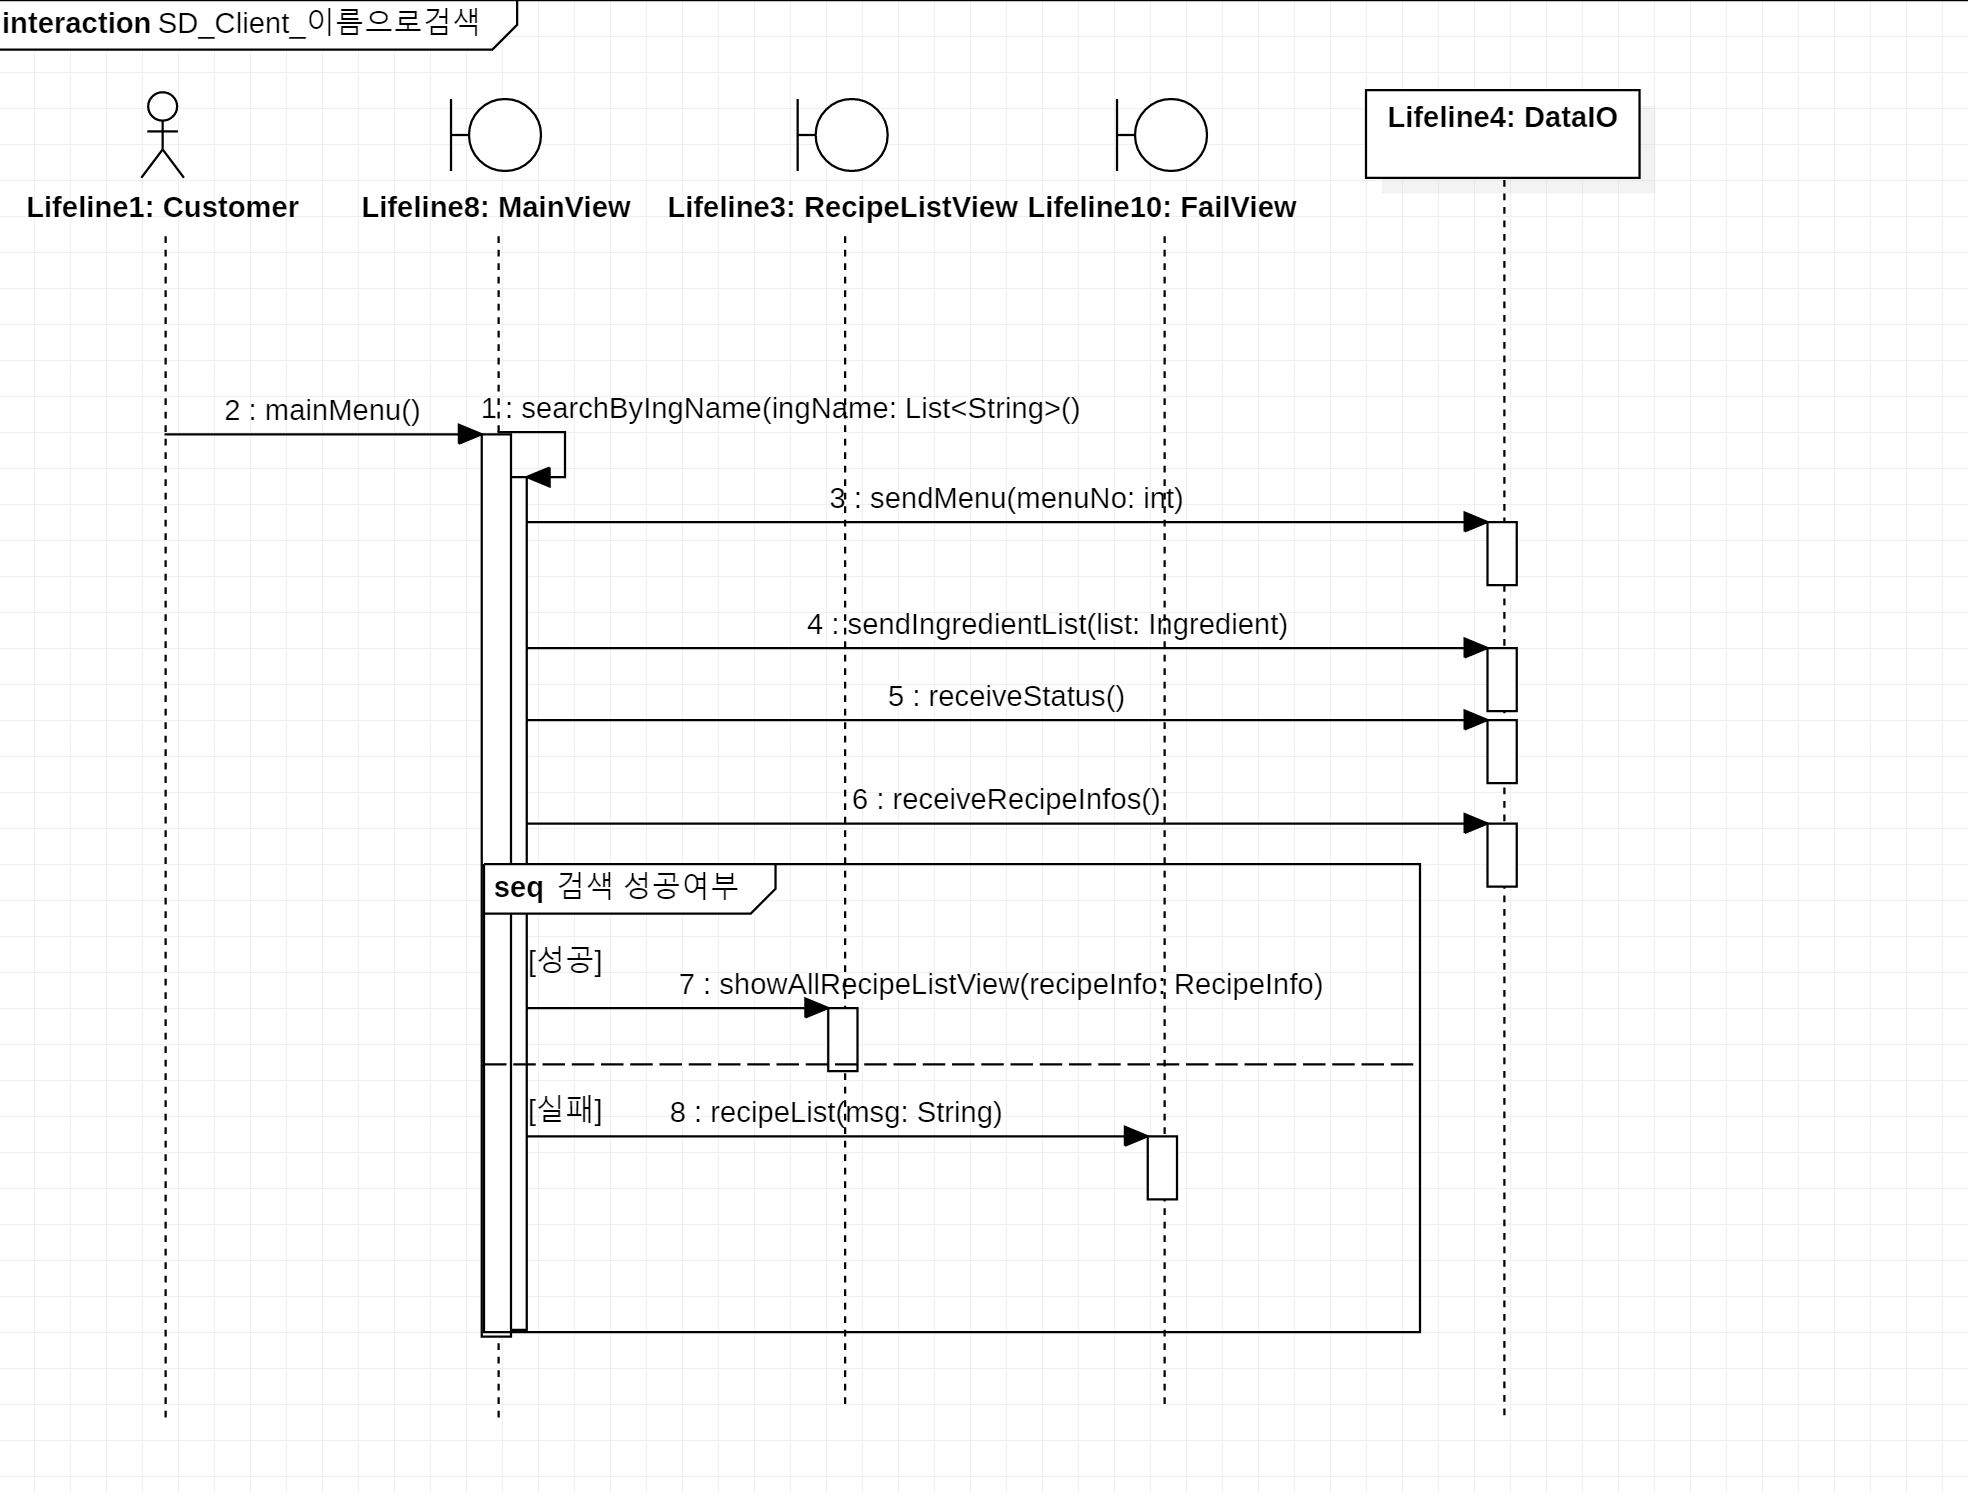 interaction SD_Client_이름으로검색
Lifeline4: DataIO
Lifeline1: Customer
Lifeline8: MainView
Lifeline3: RecipeListView
Lifeline10: FailView
2 : mainMenu()
1 : searchByIngName(ingName: List<String>()
3 : sendMenu(menuNo: int)
4 : sendIngredientList(list: Ingredient)
5 : receiveStatus()
6 : receiveRecipeInfos()
seq 검색 성공여부
[성공]
7 : showAllRecipeListView(recipeInfo: RecipeInfo)
[실패]
8 : recipeList(msg: String)